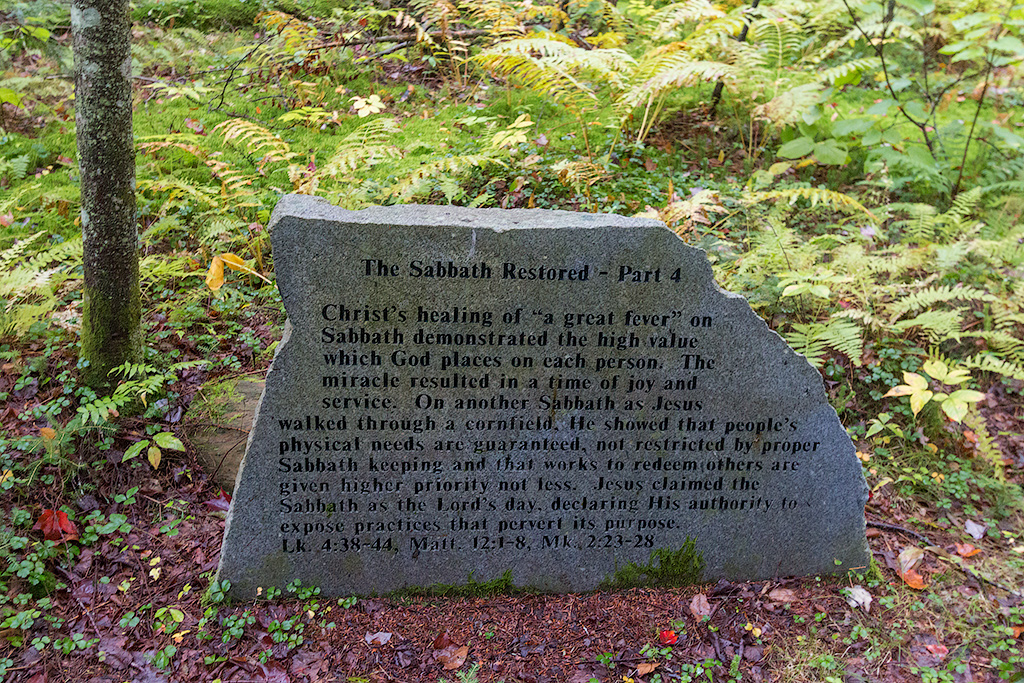 The Sabbath Restored - Part 4
Christ's healing of "a great fever" on
Sabbath demonstrated the high value
which God places on each person. The
miracle resulted in a time of joy and
service. On another Sabbath as Jesus
walked through a cornfield, He showed that people's
physical needs are guaranteed, not restricted by proper
Sabbath keeping and that works to redeem others are
given higher priority not less. Jesus claimed the
Sabbath as the Lord's day, declaring His authority to
expose practices that pervert its purpose.
Lk. 4:38-44, Matt. 12:1-8, Mk. 2:23-28